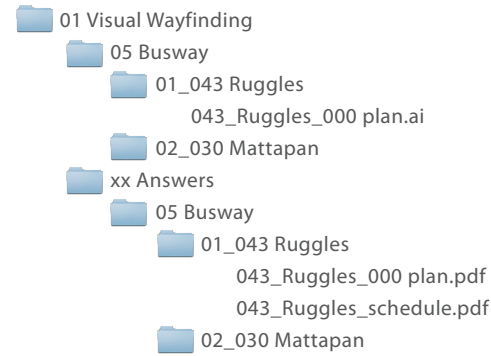 01 Visual Wayfinding
05 Busway
01_043 Ruggles
043_Ruggles_000 plan.ai
02_030 Mattapan
xx Answers
05 Busway
01_043 Ruggles
043_Ruggles_000 plan.pdf
043_Ruggles_schedule.pdf
02_030 Mattapan